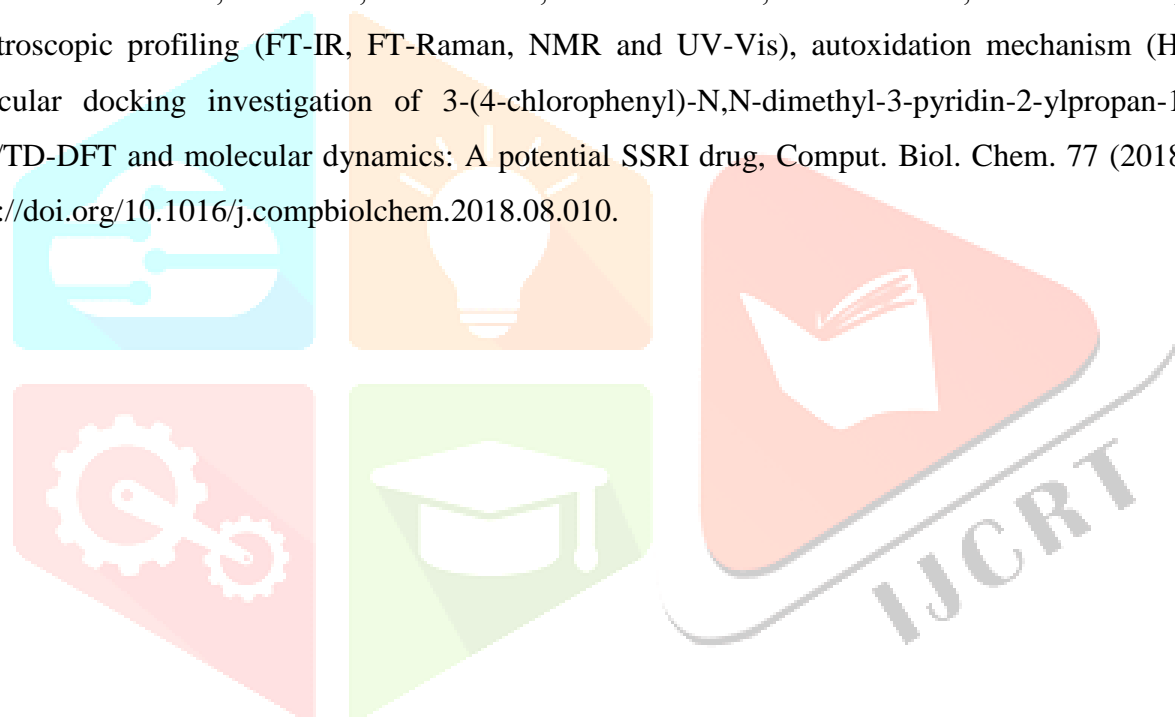 troscopic profiling (FT-IR, FT-Raman, NMR and UV-Vis), autoxidation mechanism (H
cular docking investigation of 3-(4-chlorophenyl)-N,N-dimethyl-3-pyridin-2-ylpropan-1
/TD-DFT and molecular dynamics: A potential SSRI drug, Comput. Biol. Chem. 77 (2018
://doi.org/10.1016/j.compbiolchem.2018.08.010.
IJCRT